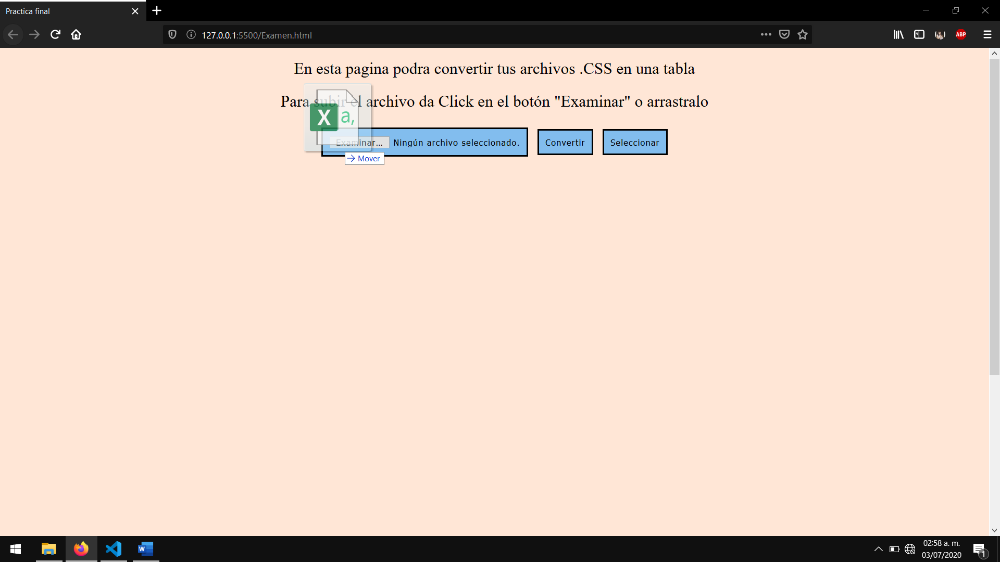 Practica final
127.0.0.1:5500/Examen.html
ABP
En esta pagina podra convertir tus archivos .CSS en una tabla
Para subir el archivo da Click en el botón "Examinar" o arrastralo
X a,
Examinar... Ningún archivo seleccionado. Convertir Seleccionar
→ Mover
W
02:58 a. m.
03/07/2020
1